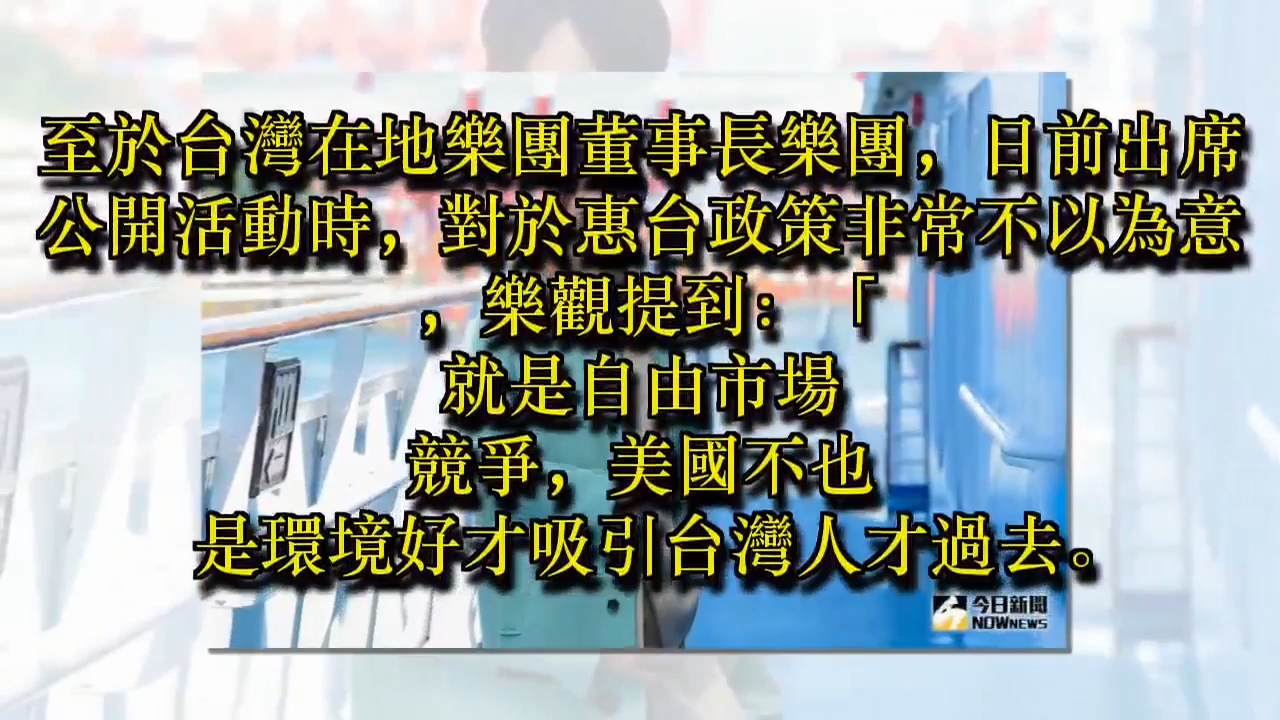 至於台灣在地樂團董事長樂團，日前出席
公開活動時，對於惠台政策非常不以為意
，樂觀提到：「
就是自由市場
競爭，美國不也
是環境好才吸引台灣人才過去。
今日新聞
NOWNEWS